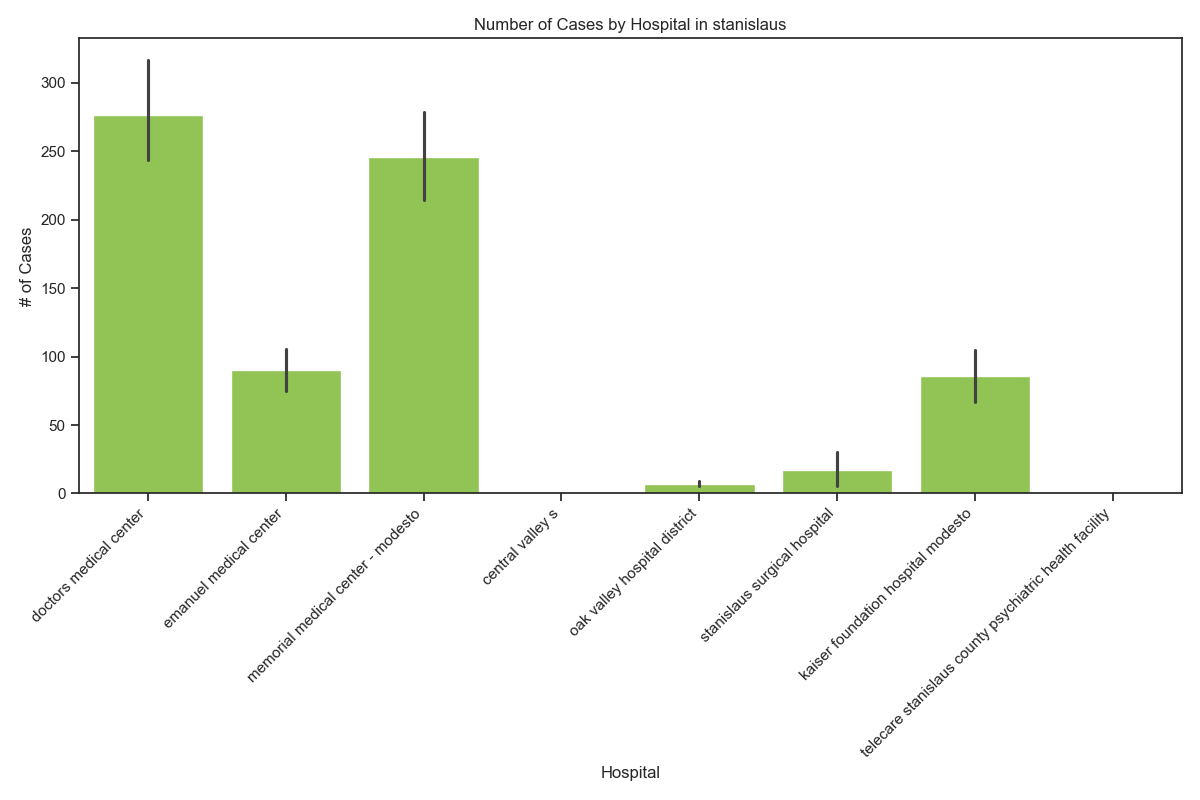 Number of Cases by Hospital in stanislaus
300
250
200
150
100
50
0
# of Cases
doctors medical center
emanuel medical center
memorial medical center - modesto
central valley s
oak valley hospital district
stanislaus surgical hospital
kaiser foundation hospital modesto
telecare stanislaus county psychiatric health facility
Hospital